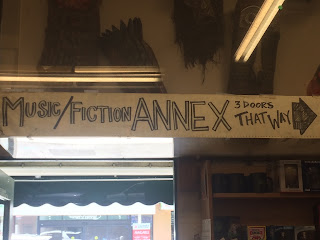 MUSIC/FICTION ANNEX 3 DOORS
THAT WAY